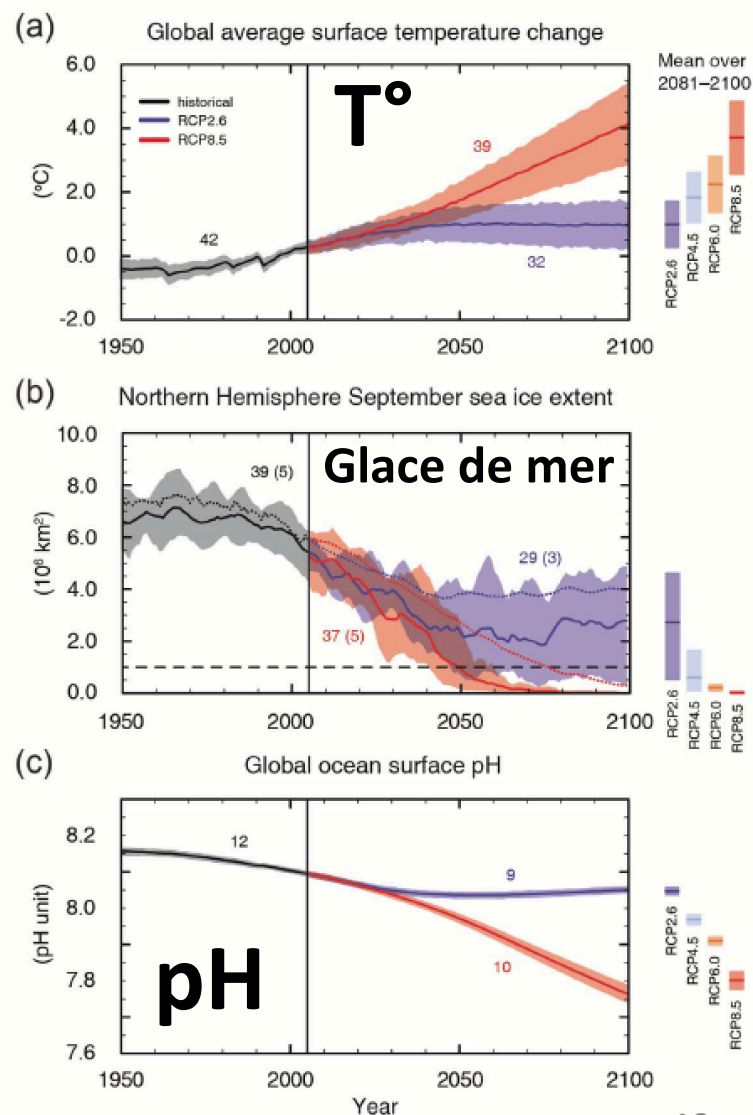 (a) Global average surface temperature change
Mean over
2081–2100
6.0
4.0
2.0
0.0
-2.0
(°C)
historical
RCP2.6
RCP8.5
T°
39
42
32
1950 2000 2050 2100
RCP2.6
RCP4.5
RCP6.0
RCP8.5
(b) Northern Hemisphere September sea ice extent
10.0
8.0
6.0
4.0
2.0
0.0
(10⁶ km²)
39 (5)
Glace de mer
29 (3)
37 (5)
1950 2000 2050 2100
RCP2.6
RCP4.5
RCP6.0
RCP8.5
(c) Global ocean surface pH
8.2
8.0
7.8
7.6
(pH unit)
12
9
10
pH
1950 2000 2050 2100
Year
RCP2.6
RCP4.5
RCP6.0
RCP8.5